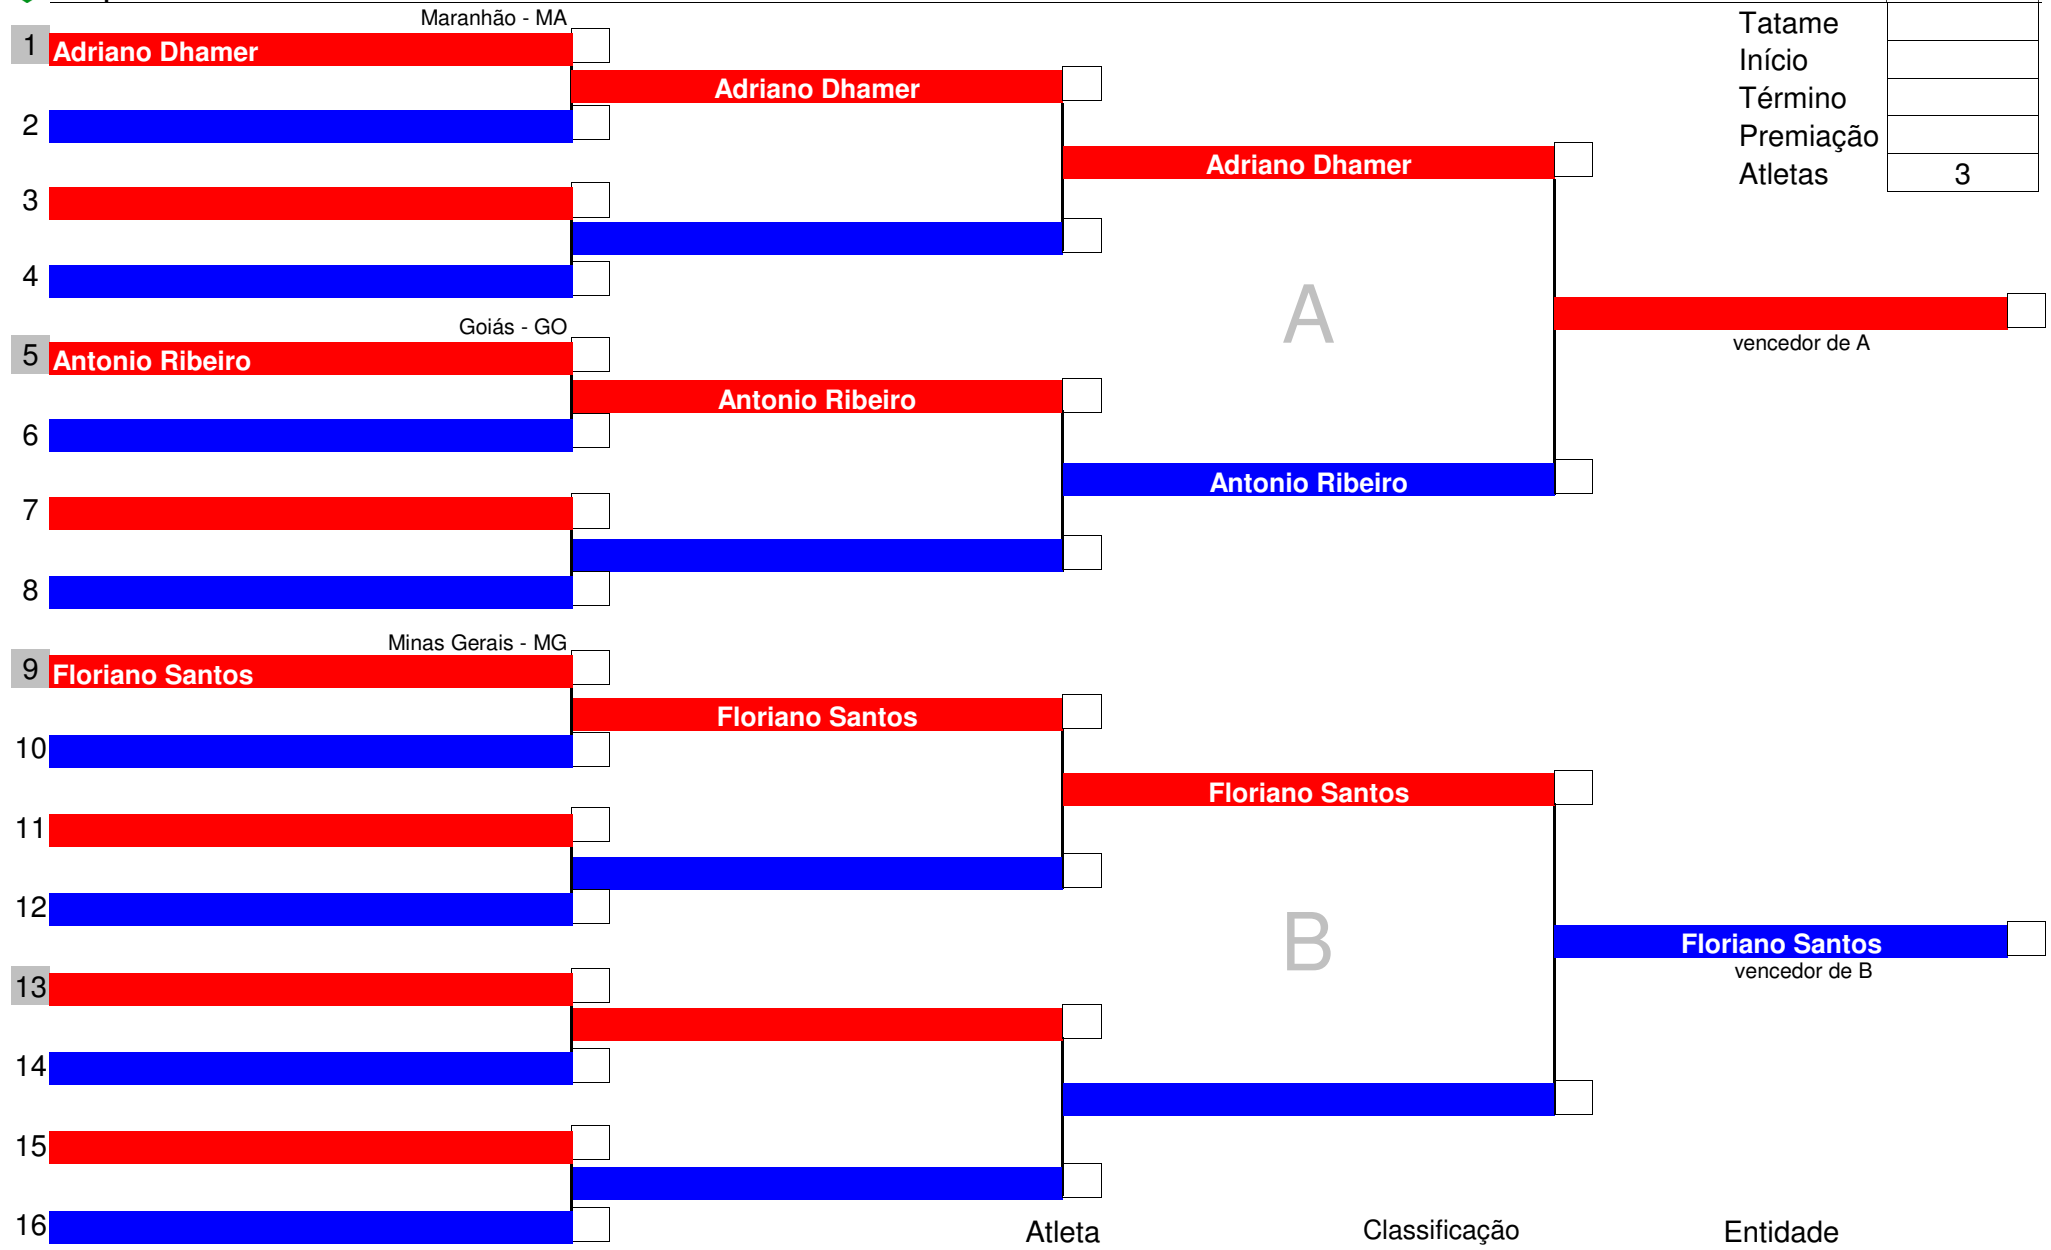 Maranhão - MA
1 Adriano Dhamer
Adriano Dhamer
2
Adriano Dhamer
3
4
Tatame
Início
Término
Premiação
Atletas 3
Goiás - GO
5 Antonio Ribeiro
Antonio Ribeiro
6
A
vencedor de A
Antonio Ribeiro
7
8
Minas Gerais - MG
9 Floriano Santos
Floriano Santos
10
Floriano Santos
11
12
B
Floriano Santos
vencedor de B
13
14
15
16
Atleta Classificação Entidade